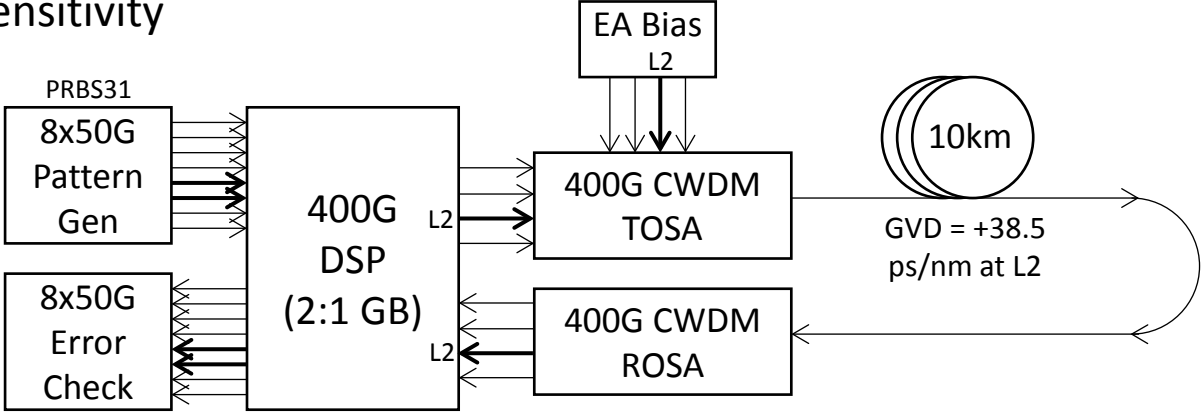 ensitivity
EA Bias
L2
PRBS31
8x50G
Pattern
Gen
400G
DSP
(2:1 GB)
L2
L2
400G CWDM
TOSA
10km
GVD = +38.5
ps/nm at L2
8x50G
Error
Check
400G CWDM
ROSA